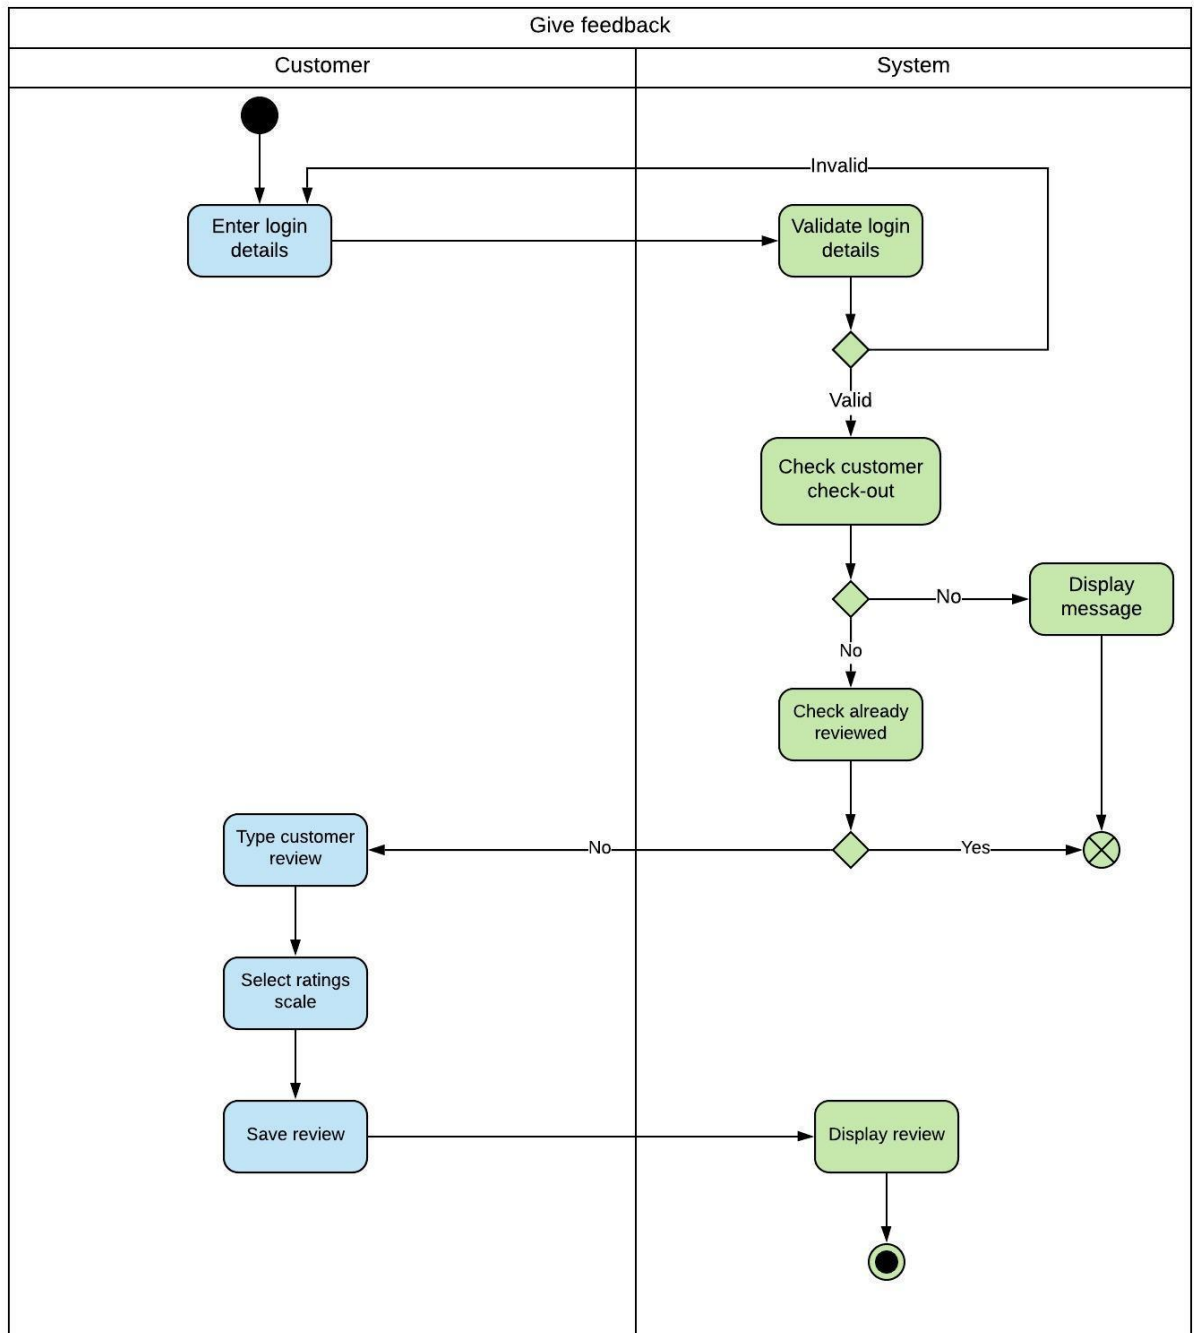 Give feedback
Customer
System
Invalid
Enter login
details
Validate login
details
Valid
Check customer
check-out
No
Display
message
No
Check already
reviewed
Type customer
review
No
Yes
Select ratings
scale
Save review
Display review